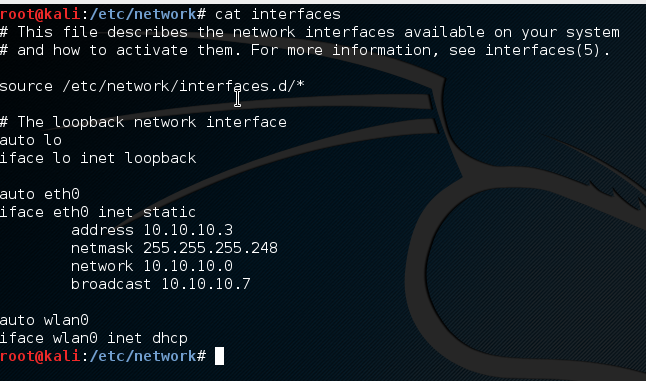 root@kali:/etc/network# cat interfaces
# This file describes the network interfaces available on your system
# and how to activate them. For more information, see interfaces(5).
source /etc/network/interfaces.d/*
# The loopback network interface
auto lo
iface lo inet loopback
auto eth0
iface eth0 inet static
address 10.10.10.3
netmask 255.255.255.248
network 10.10.10.0
broadcast 10.10.10.7
auto wlan0
iface wlan0 inet dhcp
root@kali:/etc/network#